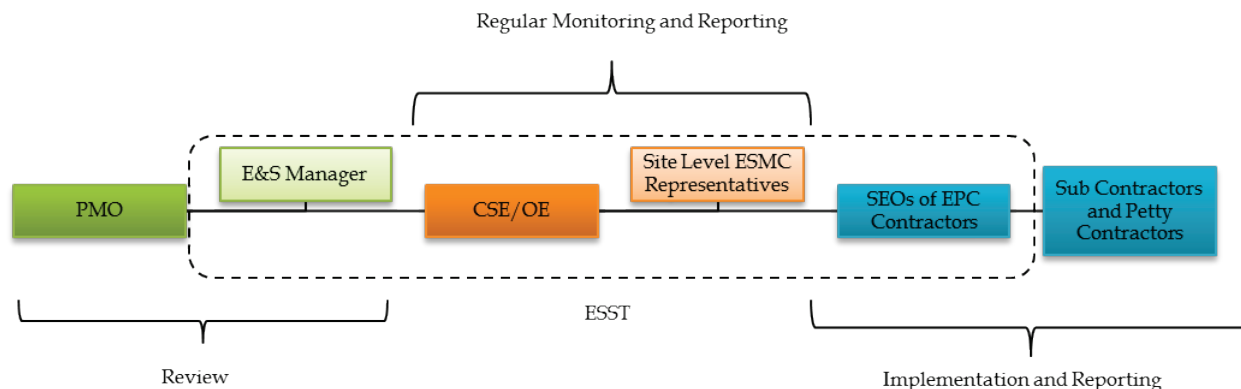 Regular Monitoring and Reporting
E&S Manager
Site Level ESMC
Representatives
PMO
CSE/OE
SEOs of EPC
Contractors
Sub Contractors
and Petty
Contractors
ESST
Review
Implementation and Reporting